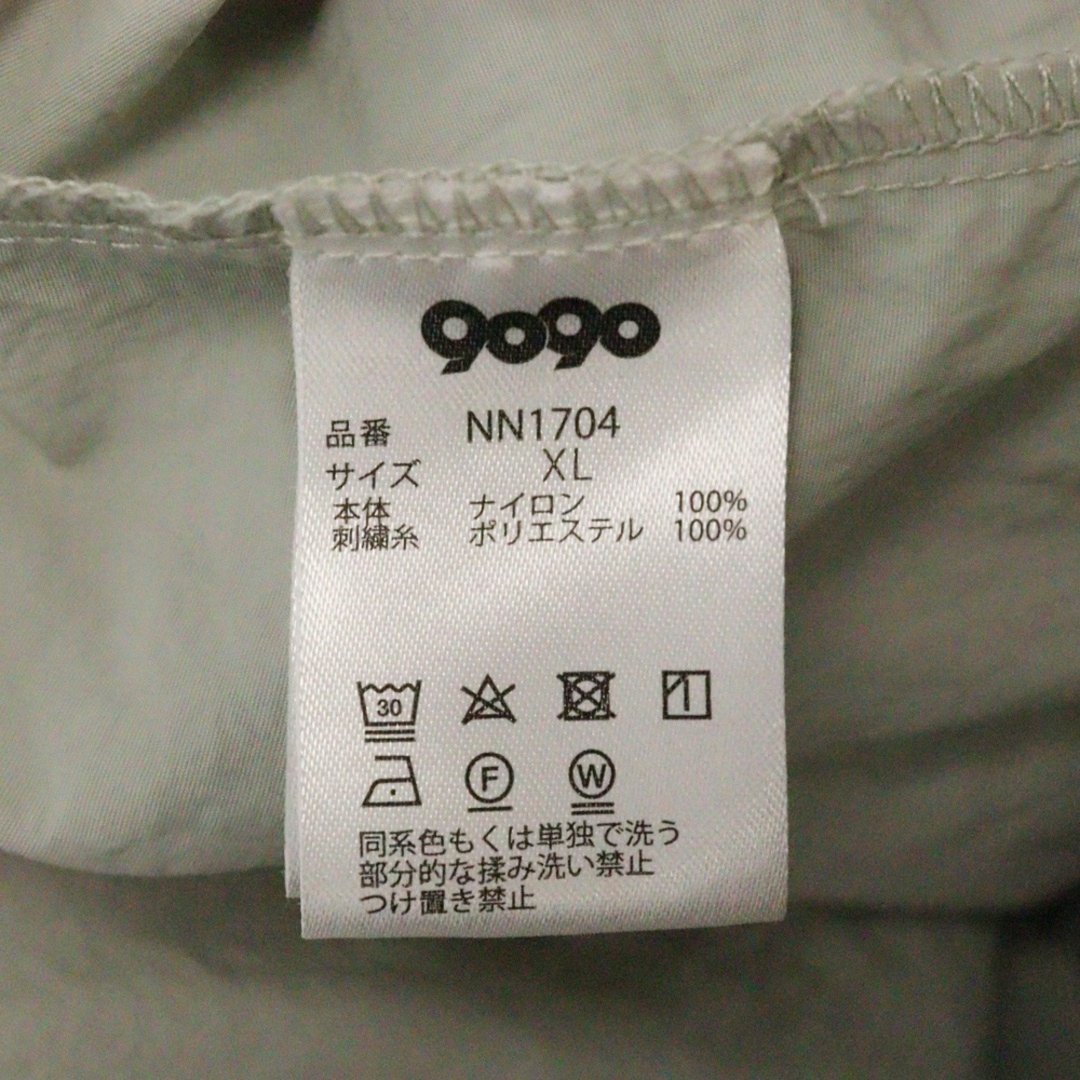 9090
品番 NN1704
サイズ XL
本体 ナイロン 100%
刺繍糸 ポリエステル 100%
30
F W
同系色もくは単独で洗う
部分的な揉み洗い禁止
つけ置き禁止